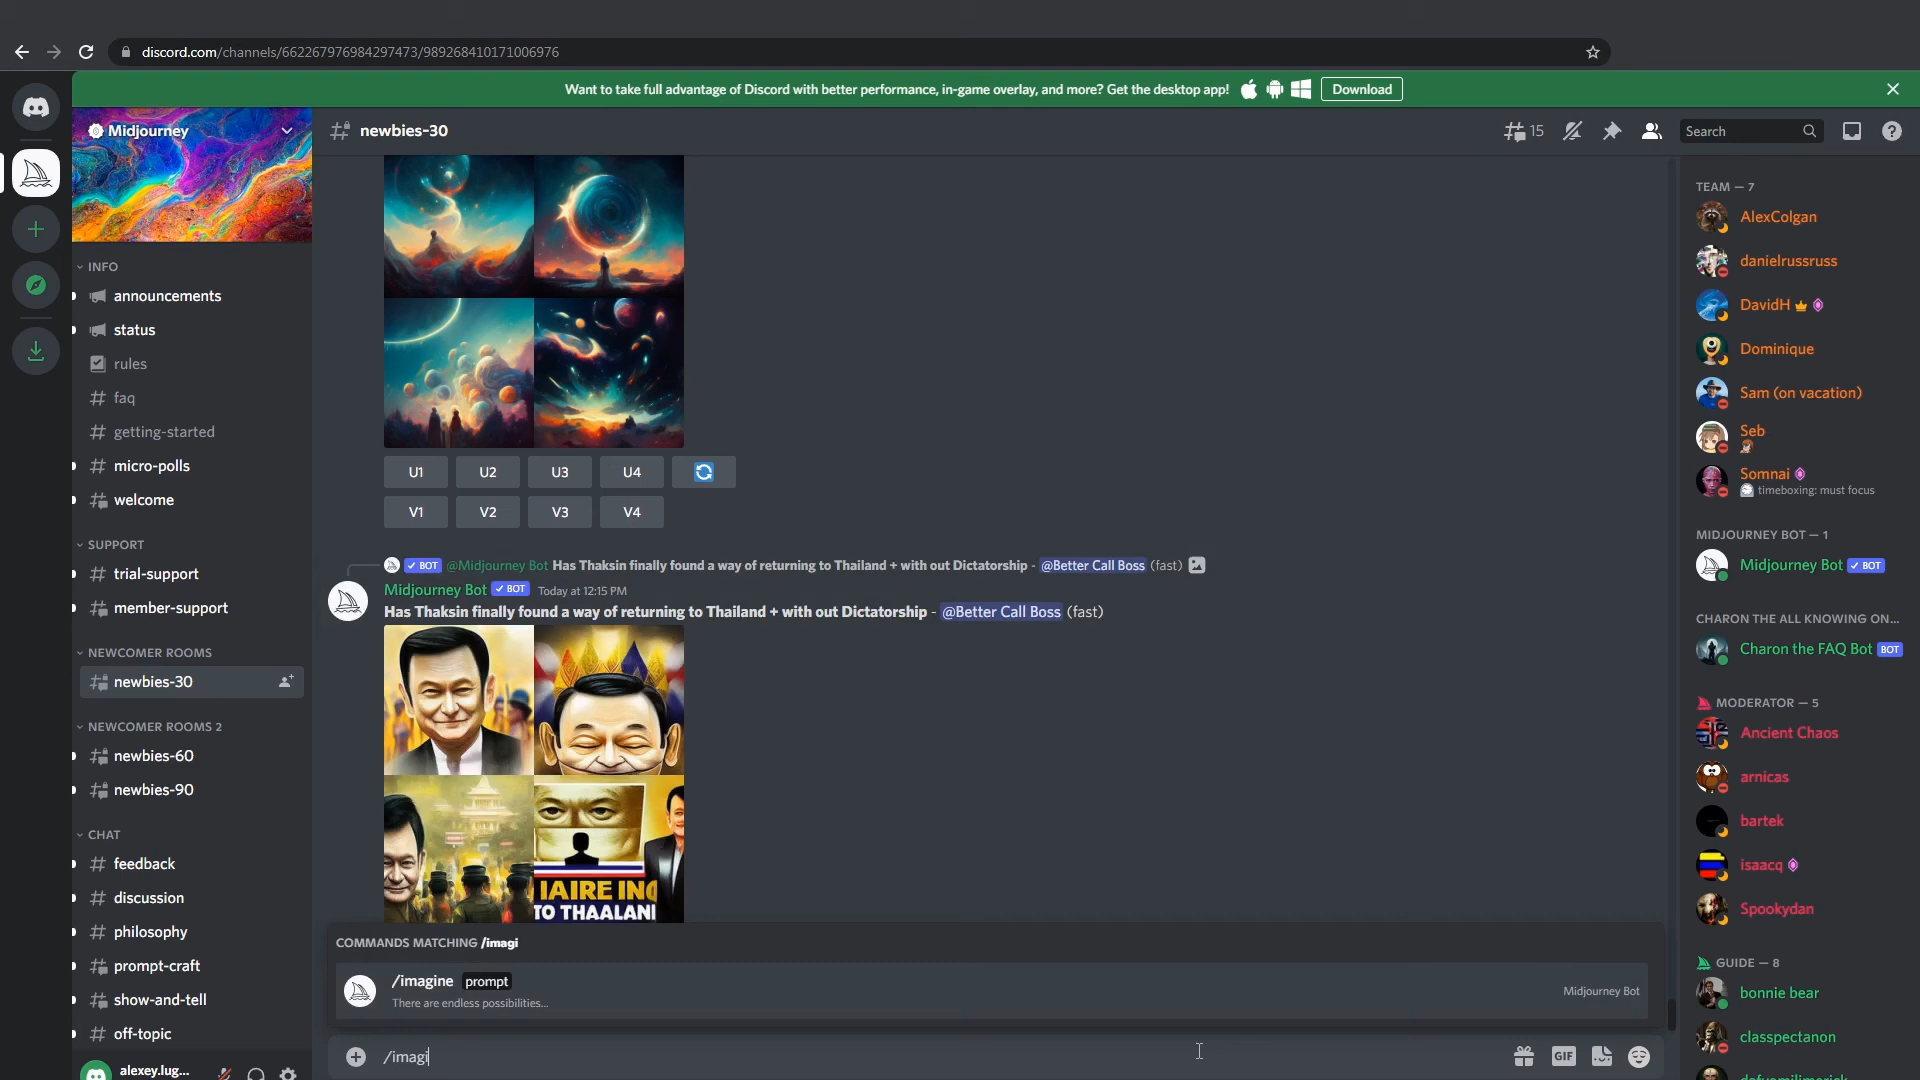 discord.com/channels/662267976984297473/989268410171006976
Want to take full advantage of Discord with better performance, in-game overlay, and more? Get the desktop app!
Download
Midjourney
newbies-30
15
Search
INFO
announcements
status
rules
faq
getting-started
micro-polls
welcome
SUPPORT
trial-support
member-support
NEWCOMER ROOMS
newbies-30
NEWCOMER ROOMS 2
newbies-60
newbies-90
CHAT
feedback
discussion
philosophy
prompt-craft
show-and-tell
off-topic
alexey.lug...
U1 U2 U3 U4
V1 V2 V3 V4
✓ BOT @Midjourney Bot Has Thaksin finally found a way of returning to Thailand + with out Dictatorship - @Better Call Boss (fast)
Midjourney Bot ✓ BOT Today at 12:15 PM
Has Thaksin finally found a way of returning to Thailand + with out Dictatorship - @Better Call Boss (fast)
IAIRE ING
TO THAALANI
COMMANDS MATCHING /imagi
/imagine prompt
There are endless possibilities...
Midjourney Bot
/imagi
GIF
TEAM — 7
AlexColgan
danielrussruss
DavidH
Dominique
Sam (on vacation)
Seb
Somnai
timeboxing: must focus
MIDJOURNEY BOT — 1
Midjourney Bot ✓ BOT
CHARON THE ALL KNOWING ON...
Charon the FAQ Bot BOT
MODERATOR — 5
Ancient Chaos
arnicas
bartek
isaacq
Spookydan
GUIDE — 8
bonnie bear
classpectanon